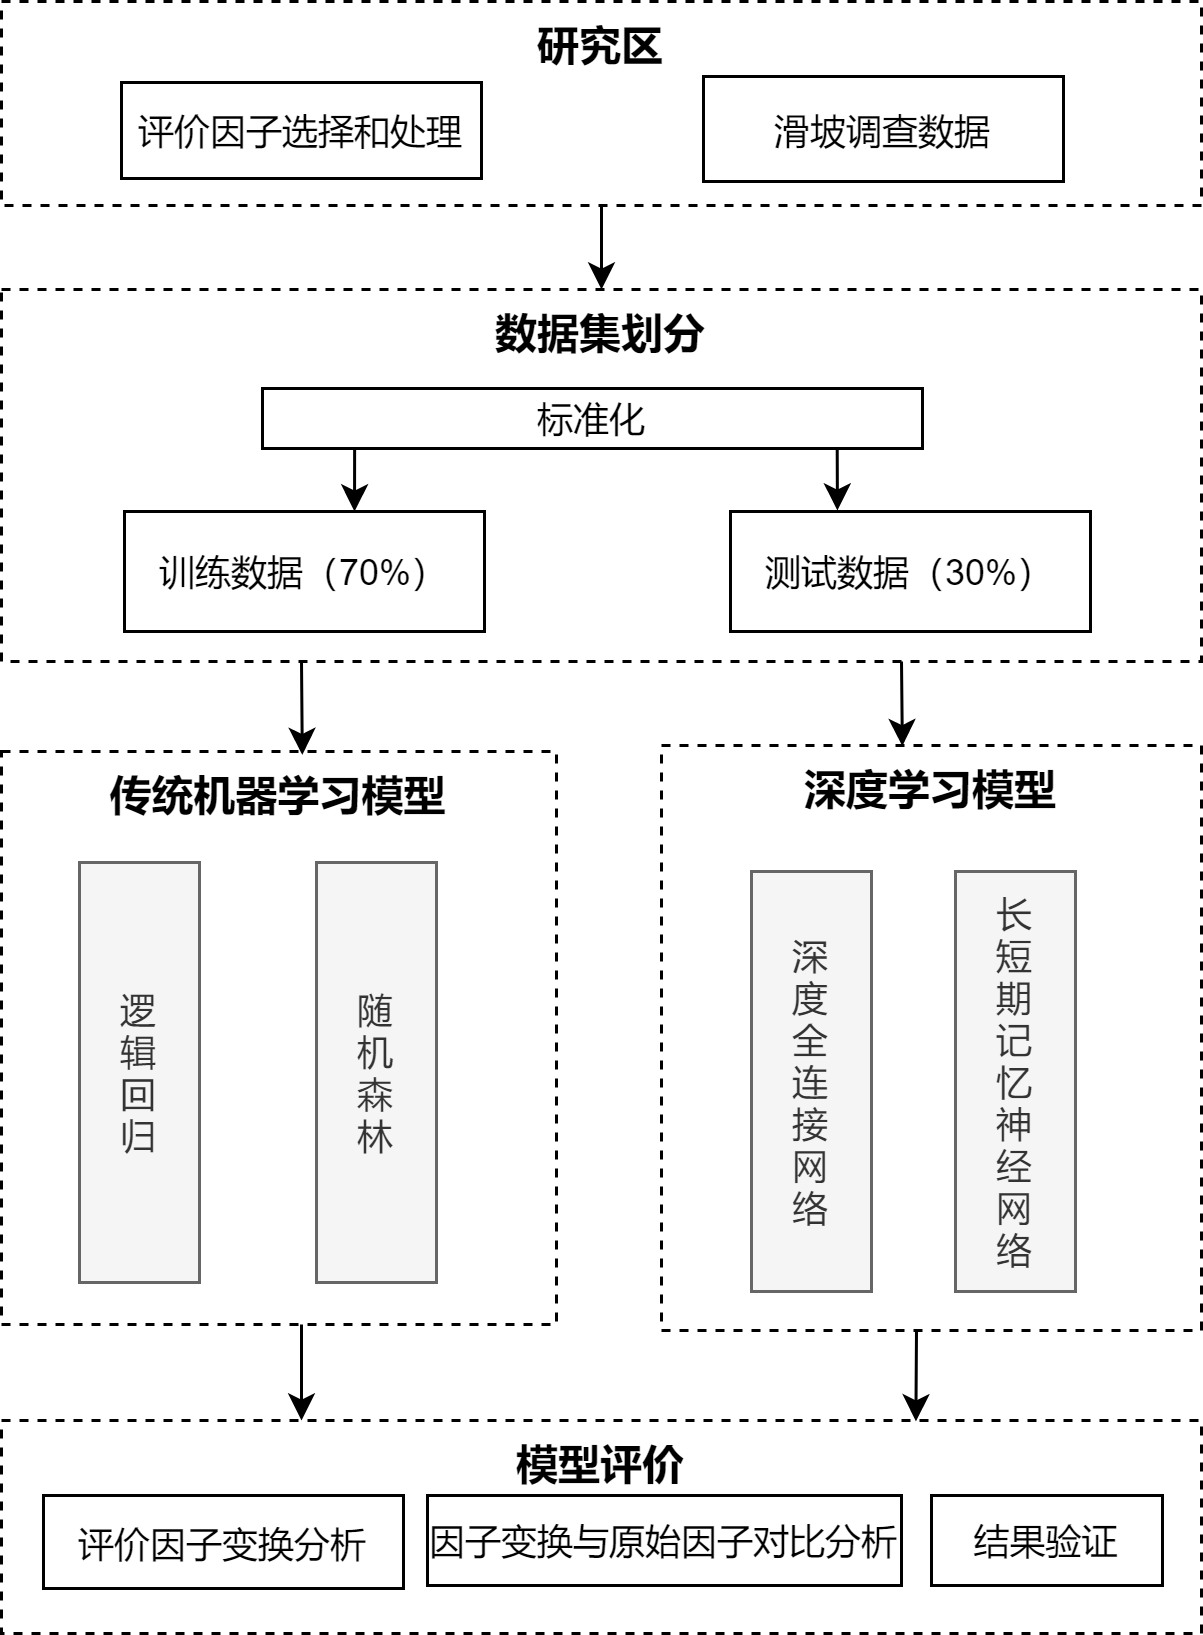 研究区
评价因子选择和处理
滑坡调查数据
数据集划分
标准化
训练数据（70%）
测试数据（30%）
传统机器学习模型
逻辑回归
随机森林
深度学习模型
深度全连接网络
长短期记忆神经网络
模型评价
评价因子变换分析
因子变换与原始因子对比分析
结果验证